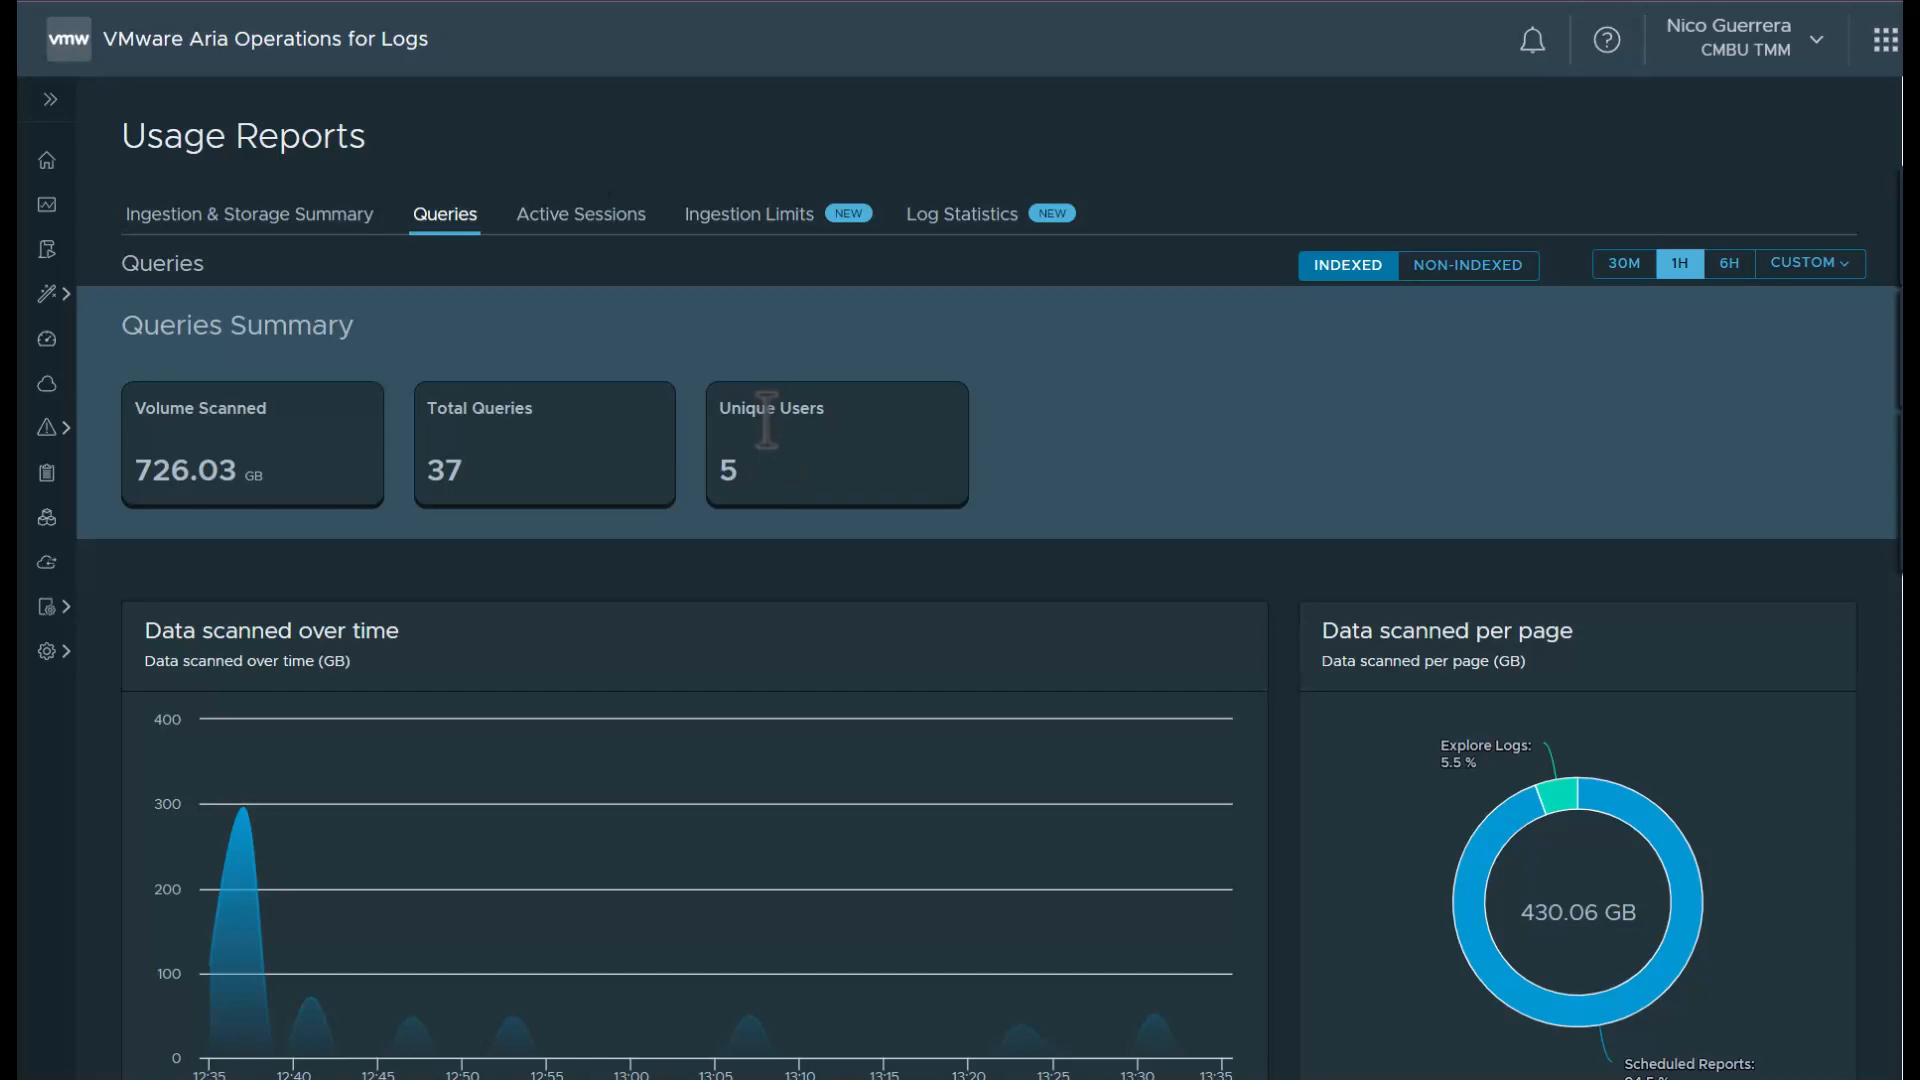 vmw VMware Aria Operations for Logs
Nico Guerrera
CMBU TMM
Usage Reports
Ingestion & Storage Summary Queries Active Sessions Ingestion Limits NEW Log Statistics NEW
Queries INDEXED NON-INDEXED 30M 1H 6H CUSTOM
Queries Summary
Volume Scanned Total Queries Unique Users
726.03 GB 37 5
Data scanned over time
Data scanned over time (GB)
400
300
200
100
0
12:35 12:40 12:45 12:50 12:55 13:00 13:05 13:10 13:15 13:20 13:25 13:30 13:35
Data scanned per page
Data scanned per page (GB)
Explore Logs:
5.5 %
430.06 GB
Scheduled Reports: